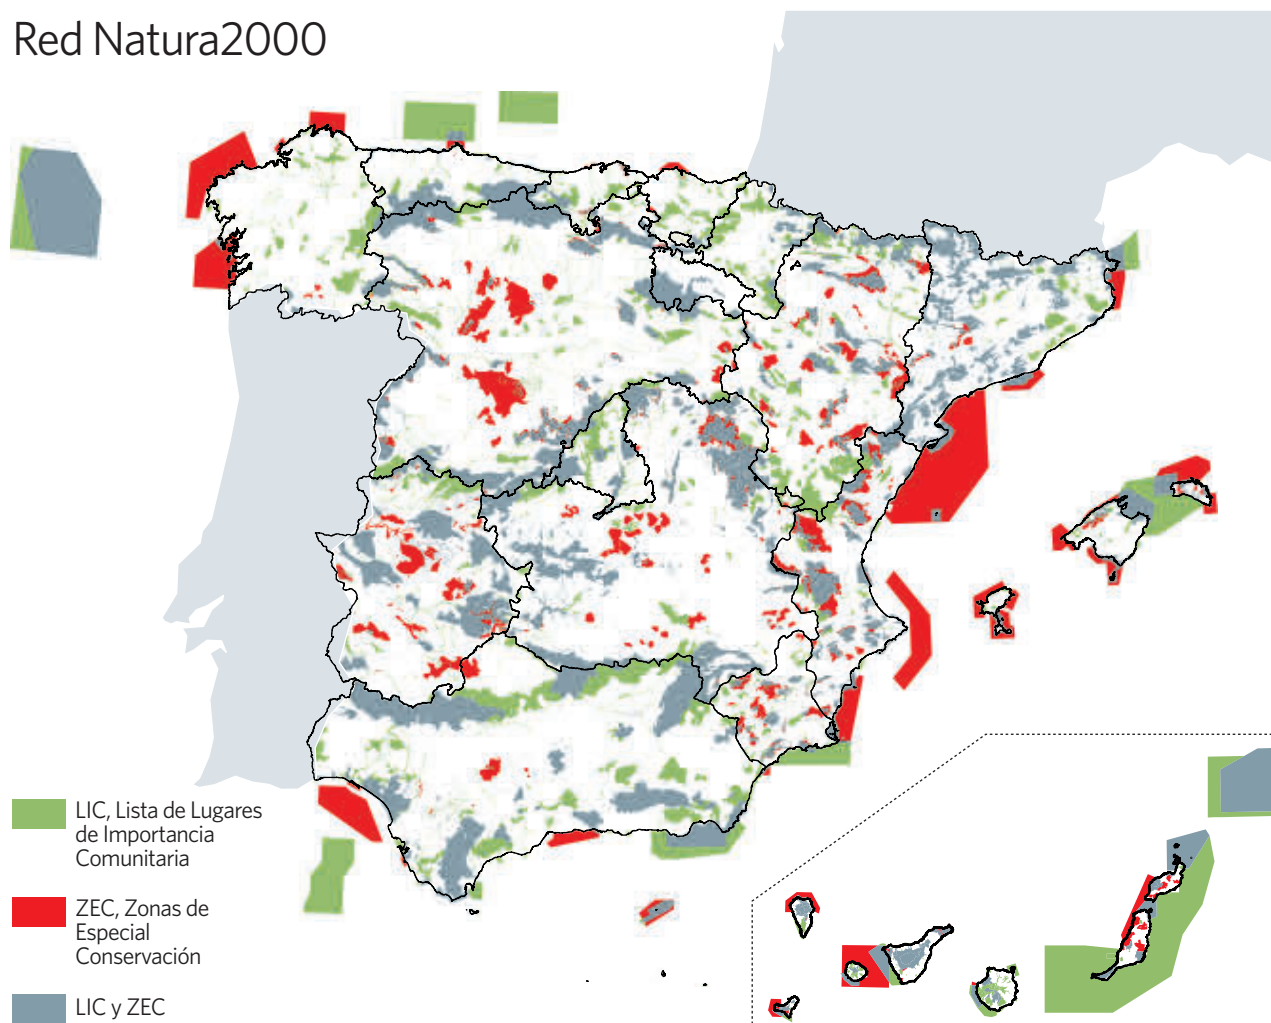 Red Natura2000
LIC, Lista de Lugares
de Importancia
Comunitaria
ZEC, Zonas de
Especial
Conservación
LIC y ZEC